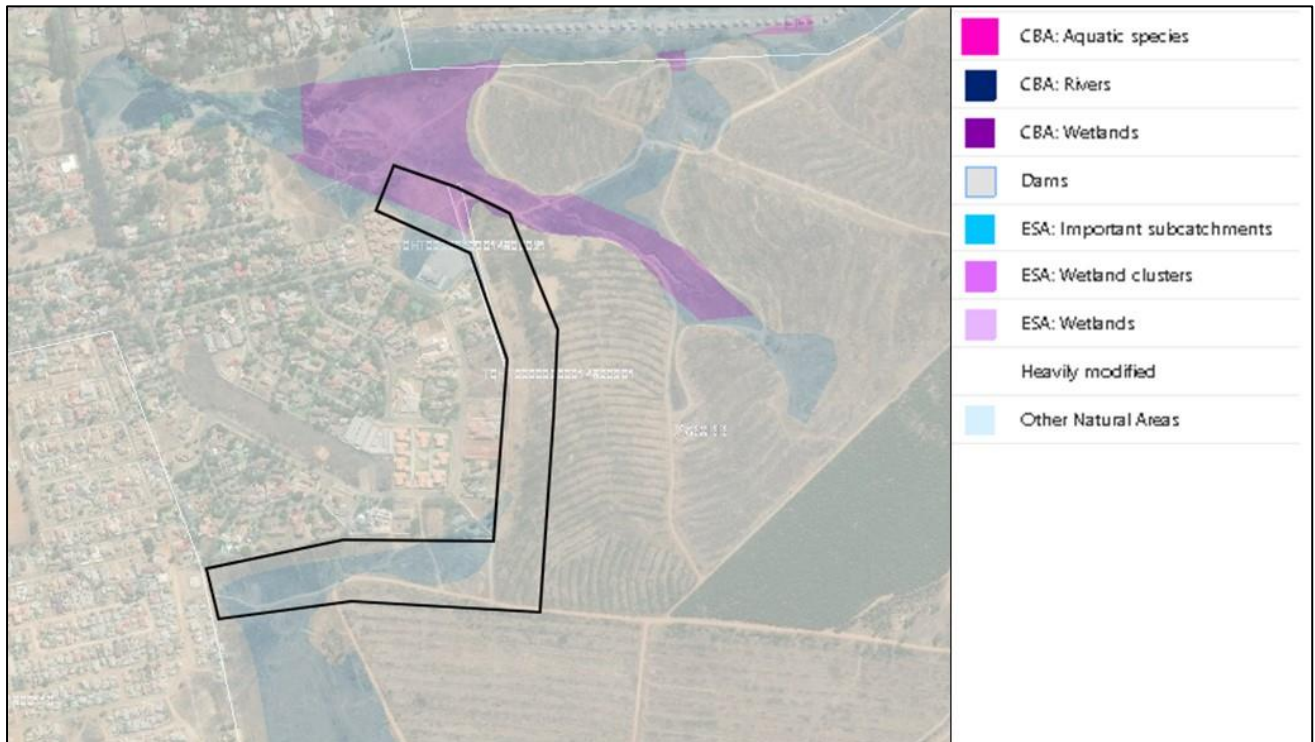 CBA: Aquatic species
CBA: Rivers
CBA: Wetlands
Dams
ESA: Important subcatchments
ESA: Wetland clusters
ESA: Wetlands
Heavily modified
Other Natural Areas